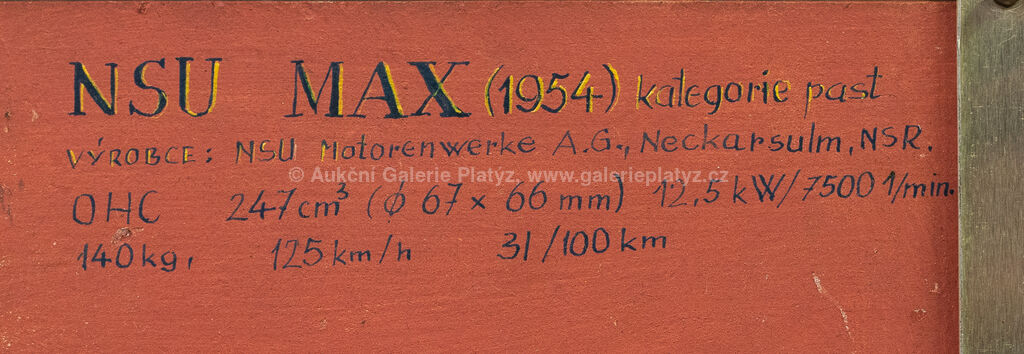 NSU MAX (1954) kategorie past
VÝROBCE: NSU Motorenwerke A.G., Neckarsulm, NSR.
© Aukční Galerie Platýz, www.galerieplatyz.cz
OHC 247 cm³ (ϕ 67 × 66 mm) 12,5 kW/7500 1/min.
140 kg, 125 km/h 3l/100 km